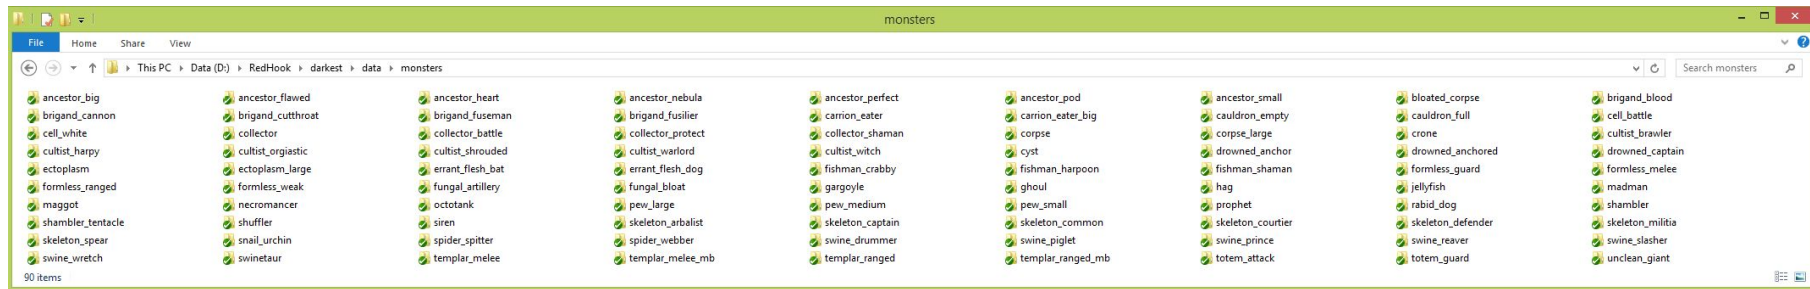 monsters
File Home Share View
This PC Data (D:) RedHook darkest data monsters Search monsters
ancestor_big ancestor_flawed ancestor_heart ancestor_nebula ancestor_perfect ancestor_pod ancestor_small bloated_corpse brigand_blood
brigand_cannon brigand_cutthroat brigand_fuseman brigand_fusilier carrion_eater carrion_eater_big cauldron_empty cauldron_full cell_battle
cell_white collector collector_battle collector_protect collector_shaman corpse corpse_large crone cultist_brawler
cultist_harpy cultist_orgiastic cultist_shrouded cultist_warlord cultist_witch cyst drowned_anchor drowned_anchored drowned_captain
ectoplasm ectoplasm_large errant_flesh_bat errant_flesh_dog fishman_crabby fishman_harpoon fishman_shaman formless_guard formless_melee
formless_ranged formless_weak fungal_artillery fungal_bloat gargoyle ghoul hag jellyfish madman
maggot necromancer octotank pew_large pew_medium pew_small prophet rabid_dog shambler
shambler_tentacle shuffler siren skeleton_arbalist skeleton_captain skeleton_common skeleton_courtier skeleton_defender skeleton_militia
skeleton_spear snail_urchin spider_spitter spider_webber swine_drummer swine_piglet swine_prince swine_reaver swine_slasher
swine_wretch swinetaur templar_melee templar_melee_mb templar_ranged templar_ranged_mb totem_attack totem_guard unclean_giant
90 items